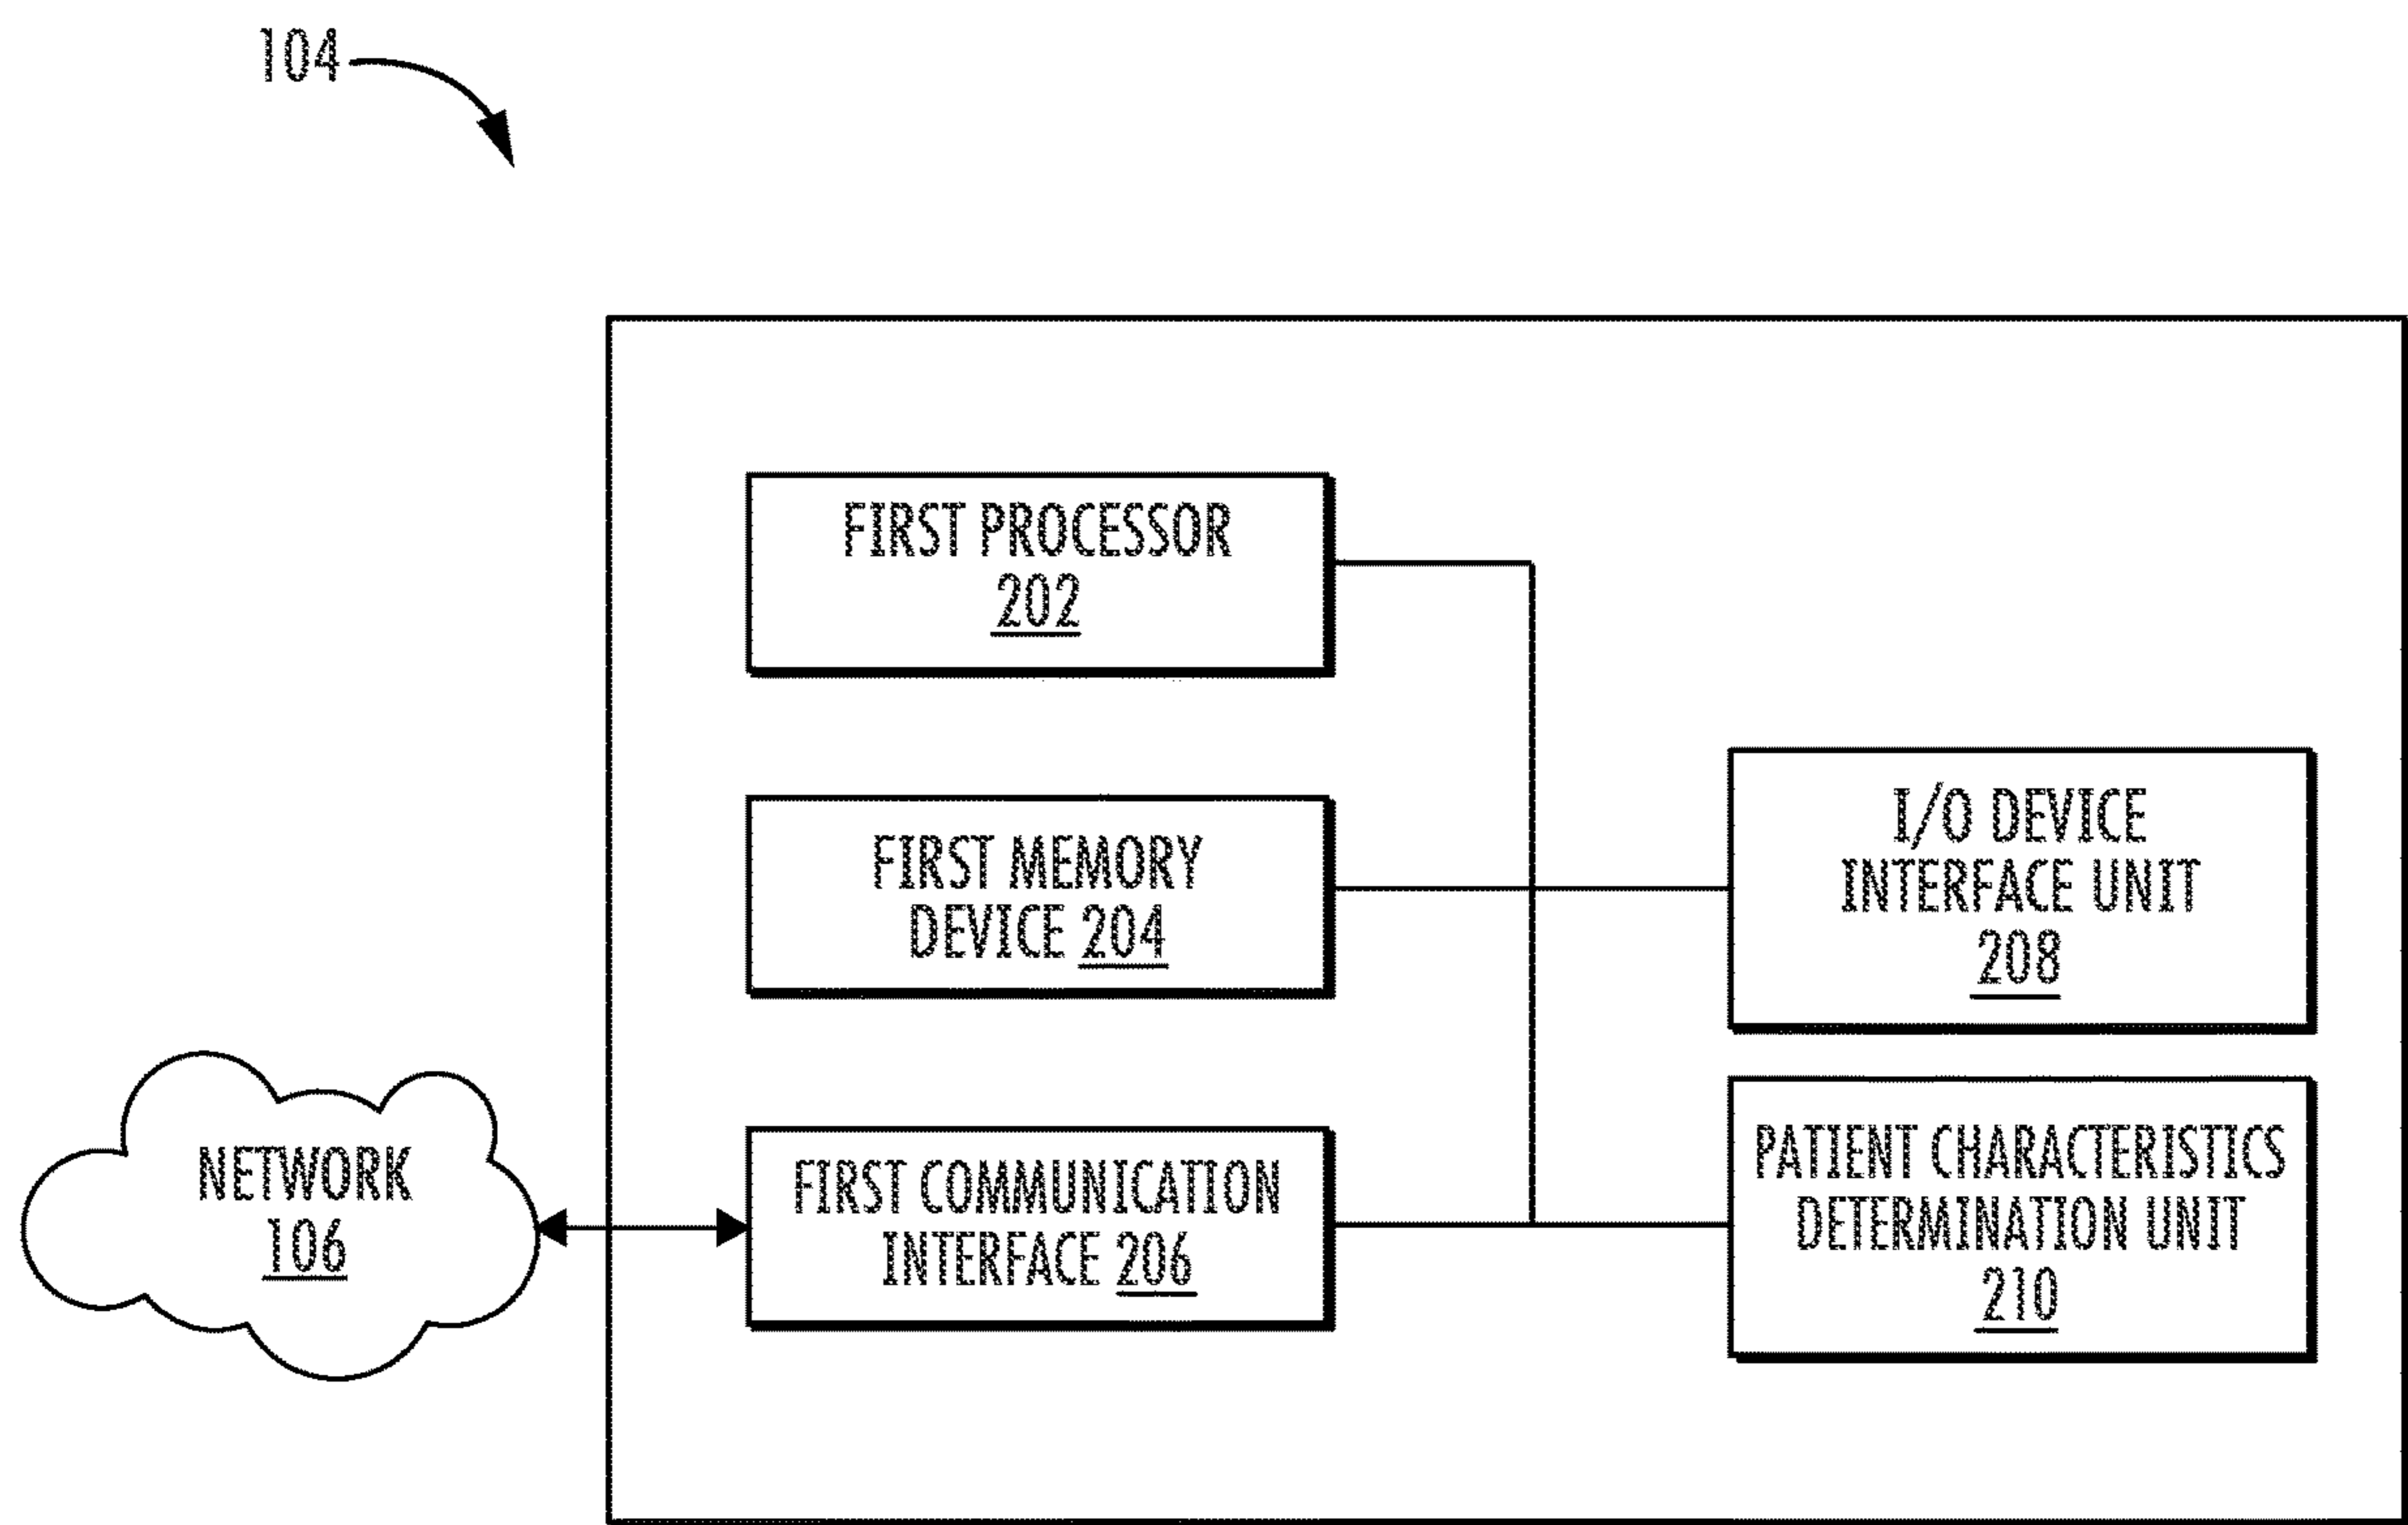 104
FIRST PROCESSOR
202
FIRST MEMORY
DEVICE 204
I/O DEVICE
INTERFACE UNIT
208
NETWORK
106
FIRST COMMUNICATION
INTERFACE 206
PATIENT CHARACTERISTICS
DETERMINATION UNIT
210